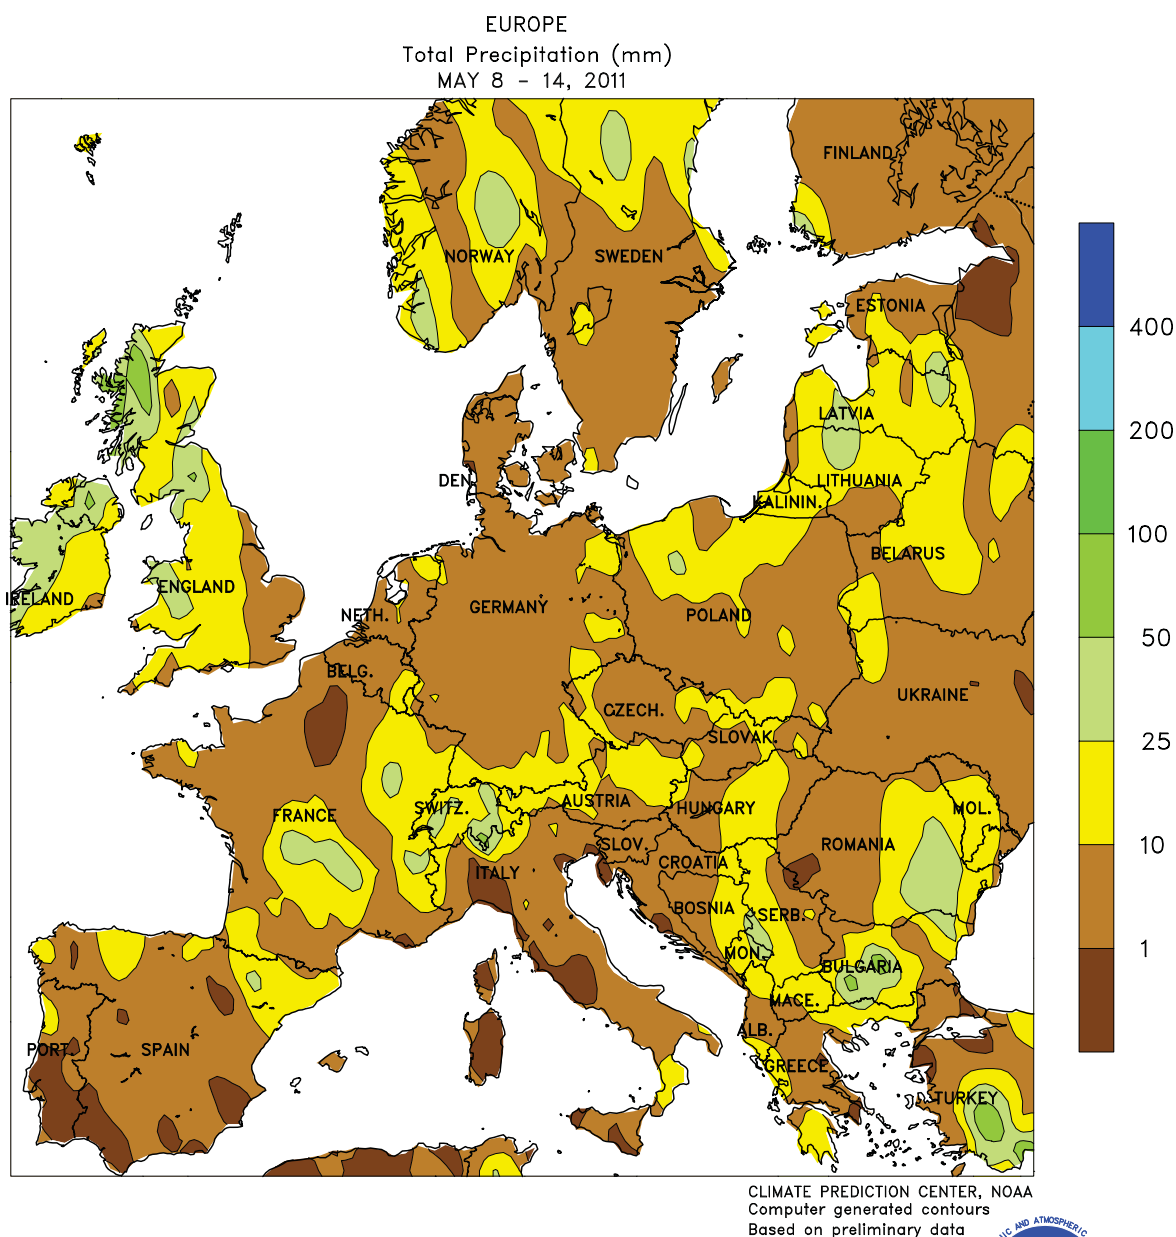 EUROPE
Total Precipitation (mm)
MAY 8 - 14, 2011
FINLAND
NORWAY
SWEDEN
ESTONIA
400
LATVIA
200
DEN.
LITHUANIA
KALININ.
100
BELARUS
IRELAND
ENGLAND
NETH.
GERMANY
POLAND
50
BELG.
UKRAINE
CZECH.
SLOVAK.
25
FRANCE
SWITZ.
AUSTRIA
HUNGARY
MOL.
SLOV.
ROMANIA
10
ITALY
CROATIA
BOSNIA
SERB.
MON.
BULGARIA
1
MACE.
PORT.
SPAIN
ALB.
GREECE
TURKEY
CLIMATE PREDICTION CENTER, NOAA
Computer generated contours
Based on preliminary data
AND ATMOSPHERIC